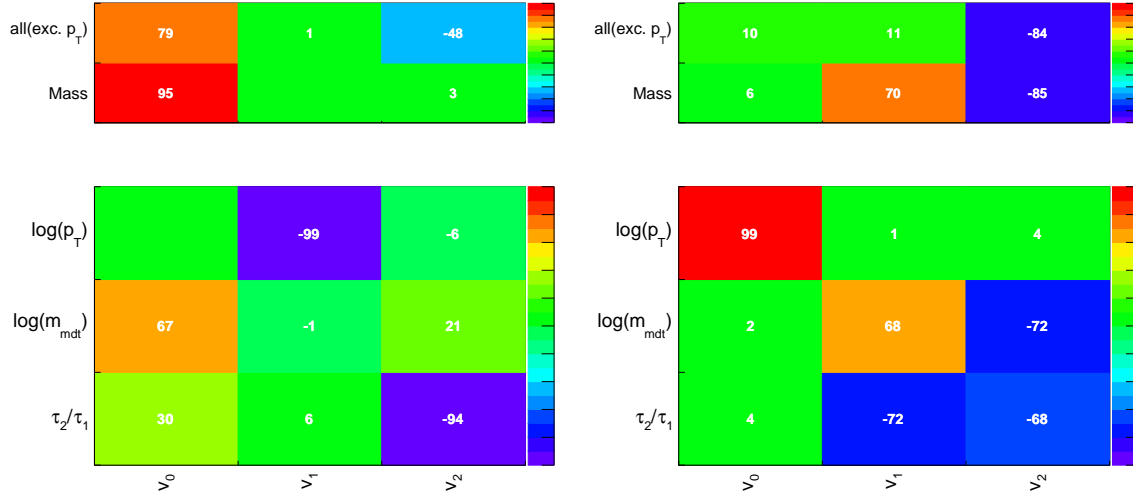 all(exc. p_T) 79 1 -48
Mass 95 3
log(p_T) -99 -6
log(m_mdt) 67 -1 21
τ_2/τ_1 30 6 -94
v_0 v_1 v_2
all(exc. p_T) 10 11 -84
Mass 6 70 -85
log(p_T) 99 1 4
log(m_mdt) 2 68 -72
τ_2/τ_1 4 -72 -68
v_0 v_1 v_2